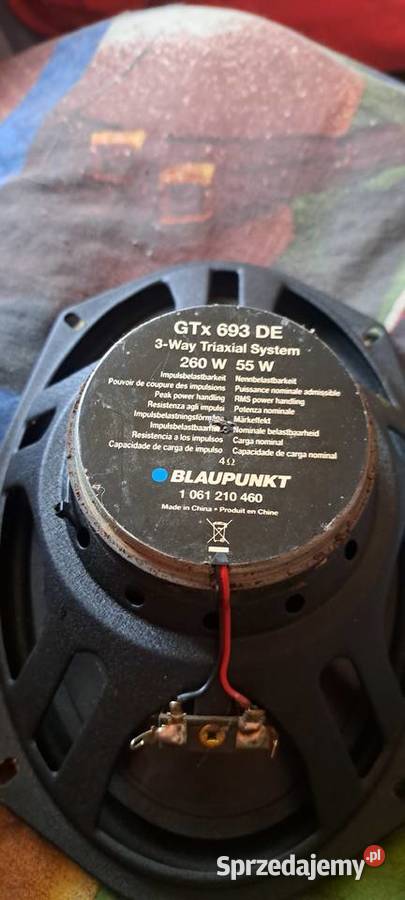 GTx 693 DE
3-Way Triaxial System
260 W 55 W
Impulsbelastbarkeit Nennbelastbarkeit
Pouvoir de coupure des impulsions Puissance nominale admissible
Peak power handling RMS power handling
Resistenza agli impulsi Potenza nominale
Impulsbelastningsförmåga Märkeffekt
Impulsbelastbaarheid Nominale belastbaarheid
Resistencia a los impulsos Carga nominal
Capacidade de carga de impulso Capacidade de carga nominal
4 Ω
BLAUPUNKT
1 061 210 460
Made in China • Produit en Chine
Sprzedajemy.pl